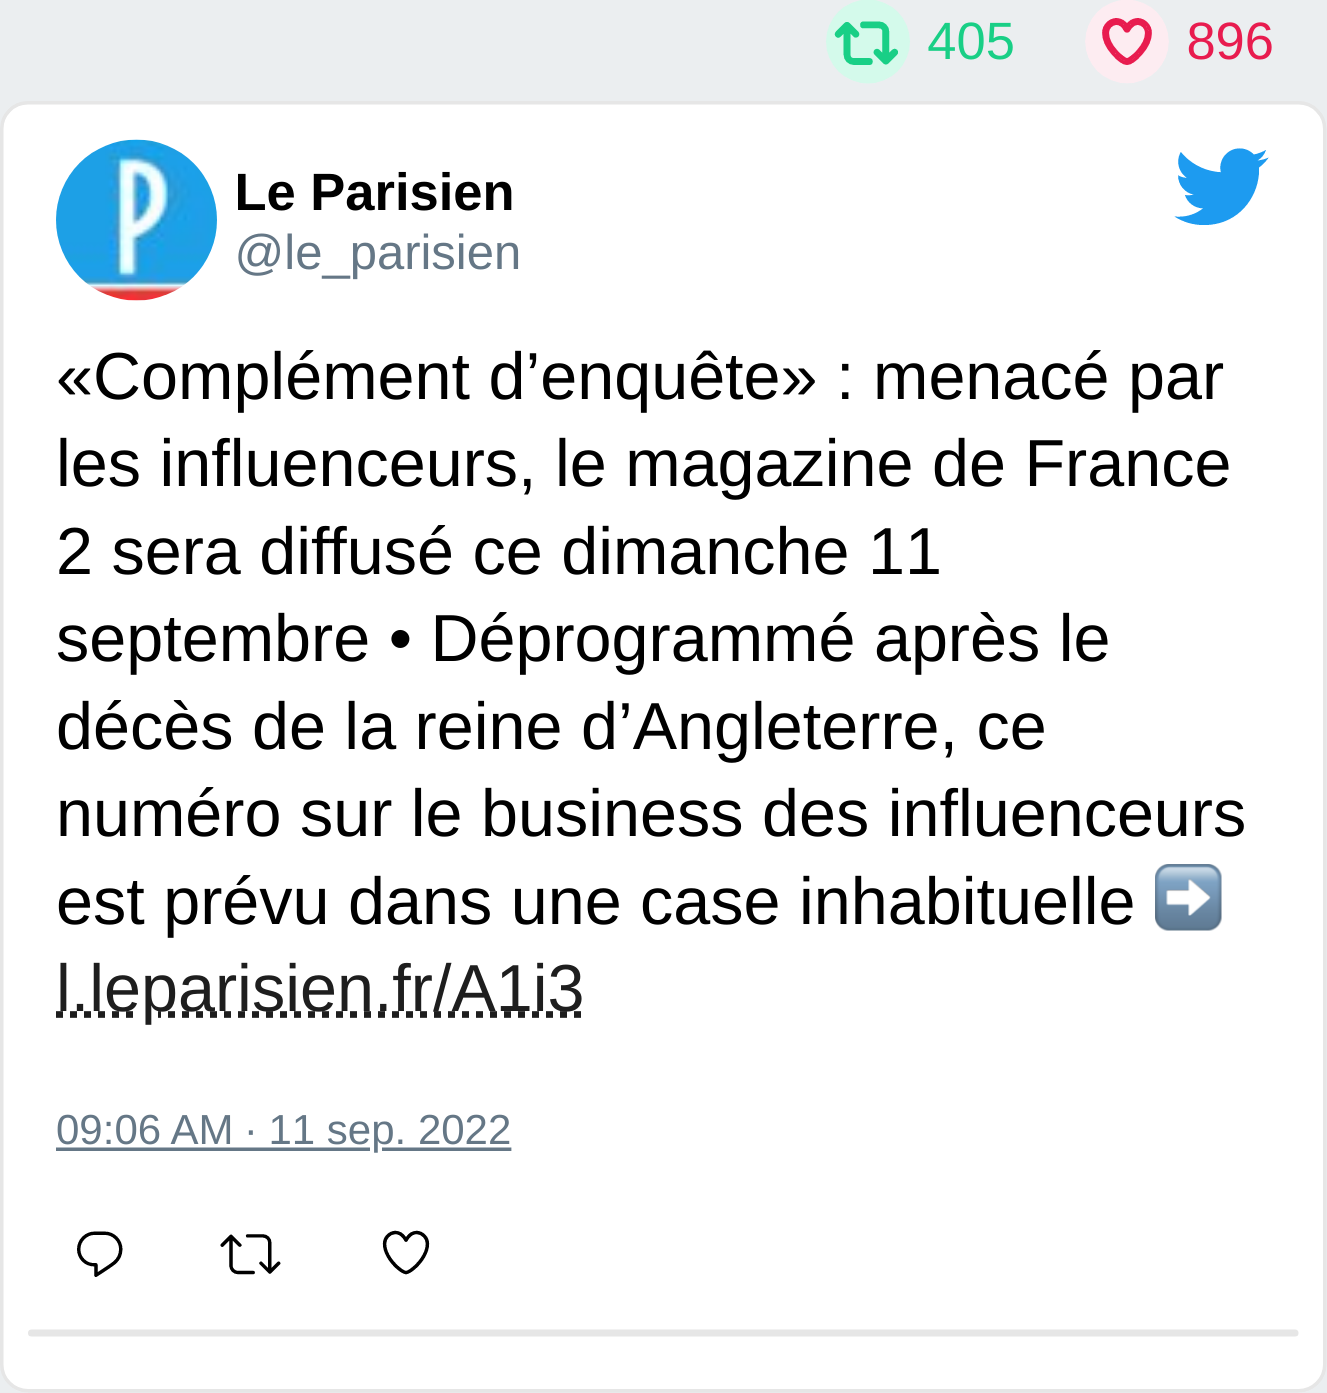 405 896
Le Parisien
@le_parisien
«Complément d’enquête» : menacé par
les influenceurs, le magazine de France
2 sera diffusé ce dimanche 11
septembre • Déprogrammé après le
décès de la reine d’Angleterre, ce
numéro sur le business des influenceurs
est prévu dans une case inhabituelle ➡️
l.leparisien.fr/A1i3
09:06 AM · 11 sep. 2022